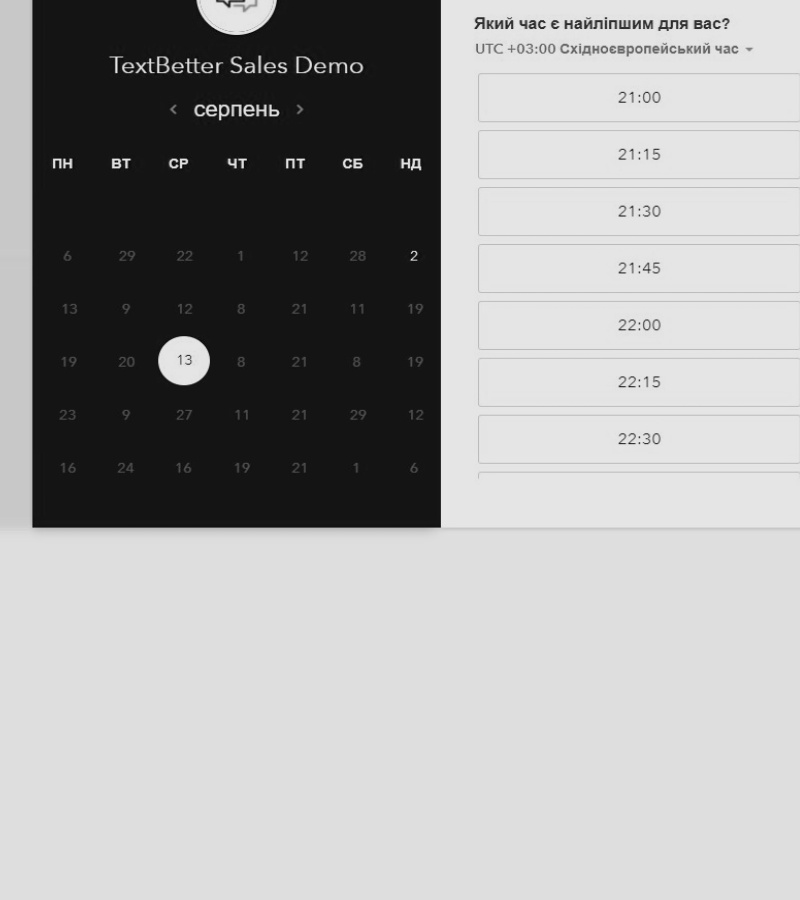 TextBetter Sales Demo
серпень
ПН ВТ СР ЧТ ПТ СБ НД
6 29 22 1 12 28 2
13 9 12 8 21 11 19
19 20 13 8 21 8 19
23 9 27 11 21 29 12
16 24 16 19 21 1 6
Який час є найліпшим для вас?
UTC +03:00 Східноєвропейський час
21:00
21:15
21:30
21:45
22:00
22:15
22:30